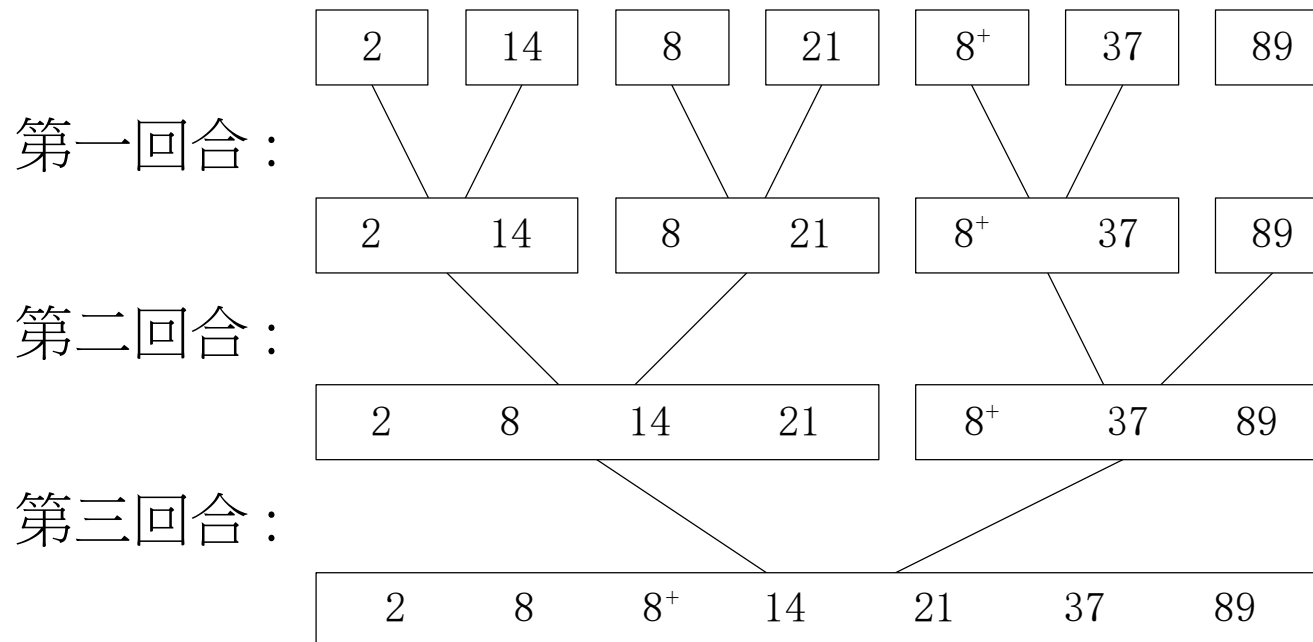 2 14 8 21 8⁺ 37 89
第一回合：
2 14 8 21 8⁺ 37 89
第二回合：
2 8 14 21 8⁺ 37 89
第三回合：
2 8 8⁺ 14 21 37 89